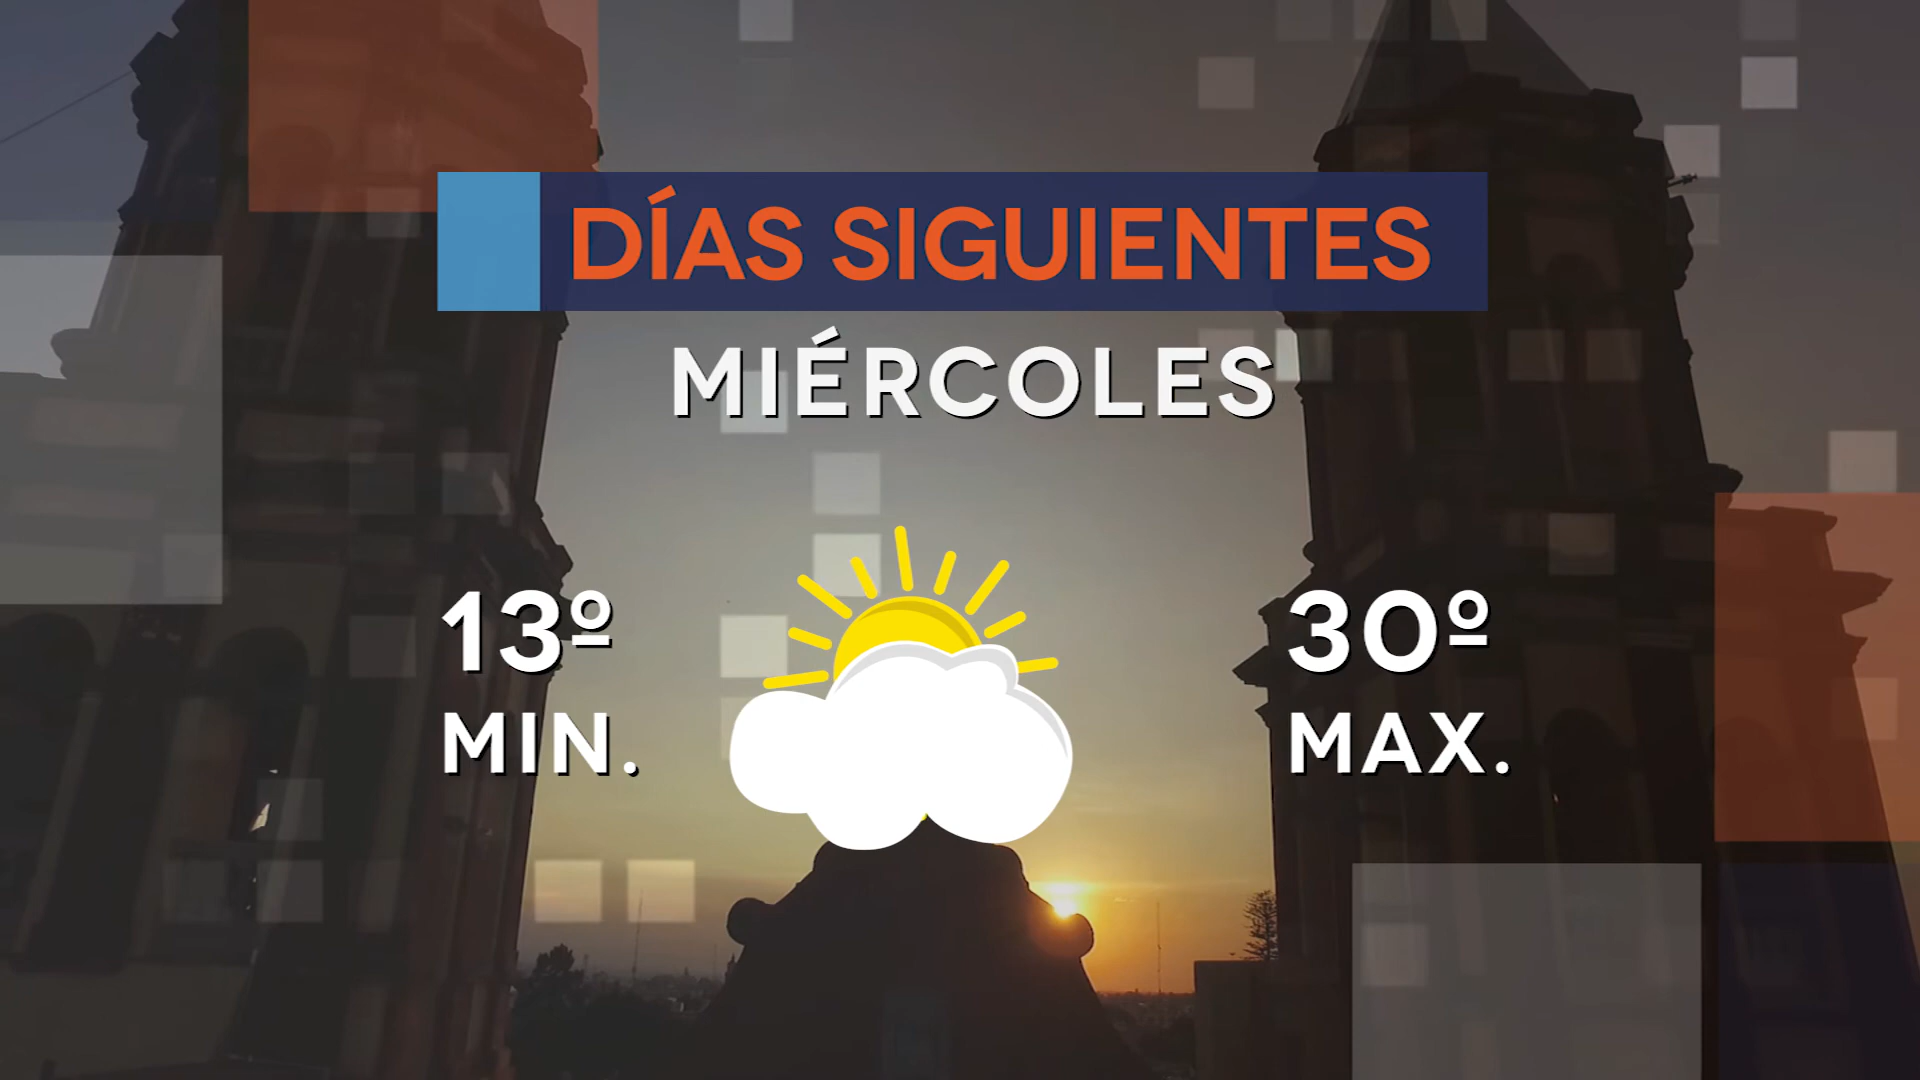 DÍAS SIGUIENTES
MIÉRCOLES
13º
MIN.
30º
MAX.